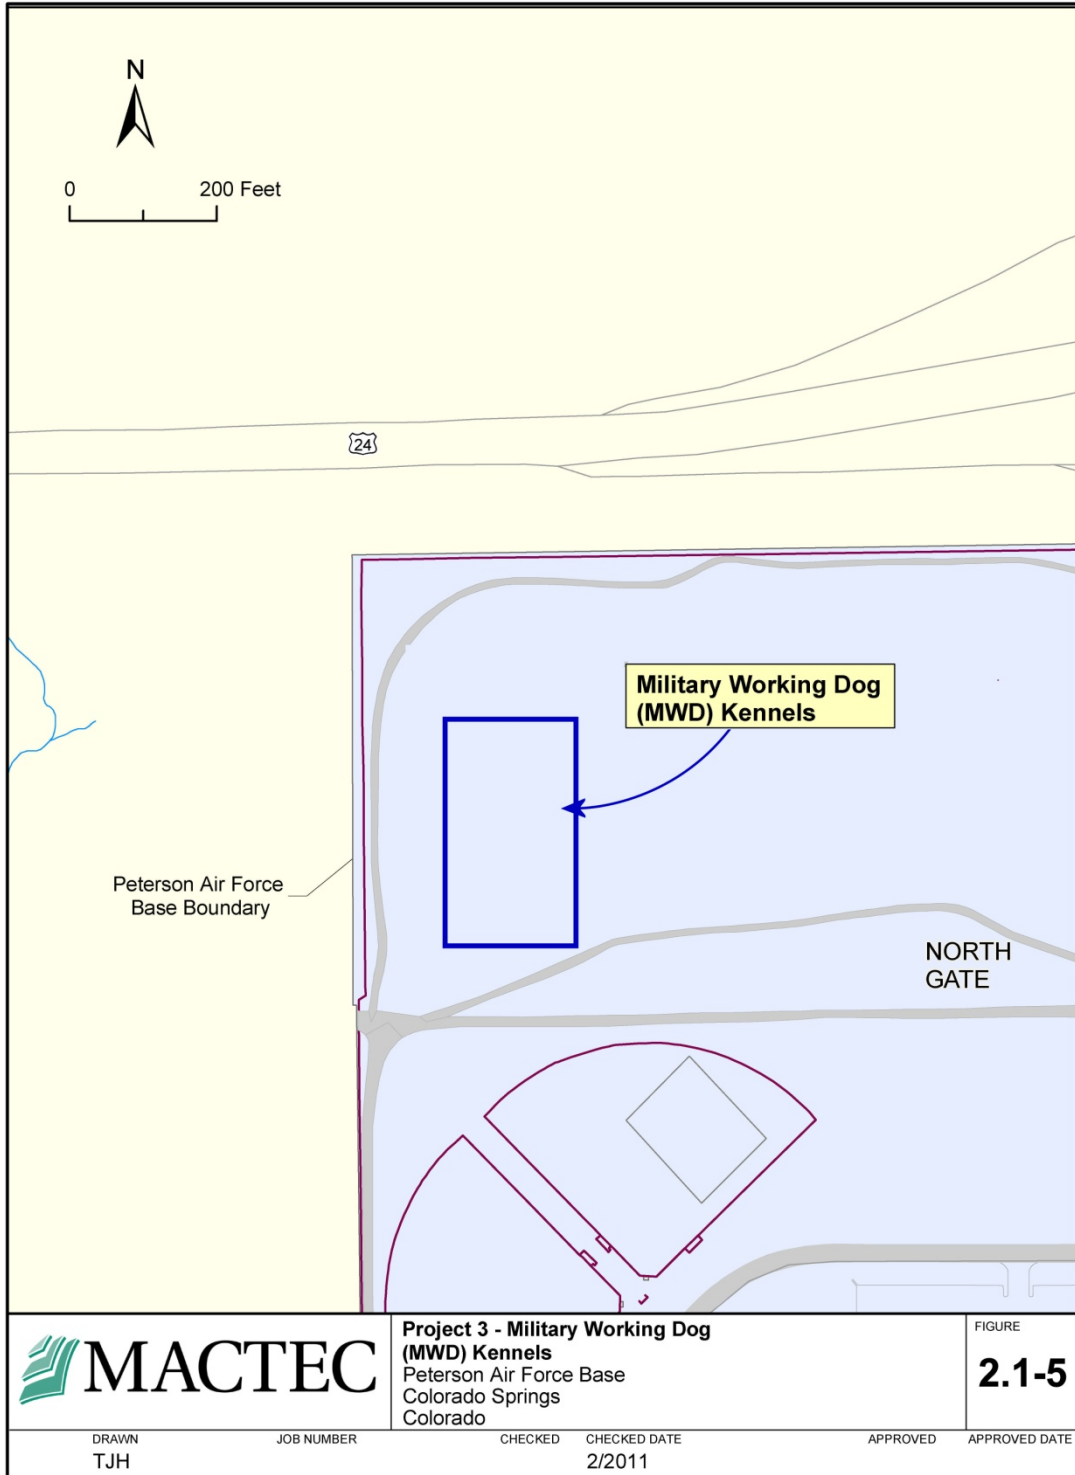 N
0 200 Feet
24
Military Working Dog
(MWD) Kennels
Peterson Air Force
Base Boundary
NORTH
GATE
MACTEC
Project 3 - Military Working Dog
(MWD) Kennels
Peterson Air Force Base
Colorado Springs
Colorado
FIGURE
2.1-5
DRAWN JOB NUMBER CHECKED CHECKED DATE APPROVED APPROVED DATE
TJH 2/2011